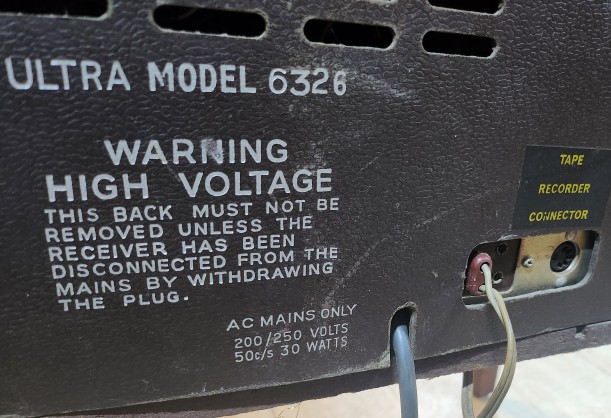 ULTRA MODEL 6326
WARNING
HIGH VOLTAGE
THIS BACK MUST NOT BE
REMOVED UNLESS THE
RECEIVER HAS BEEN
DISCONNECTED FROM THE
MAINS BY WITHDRAWING
THE PLUG.
AC MAINS ONLY
200/250 VOLTS
50c/s 30 WATTS
TAPE
RECORDER
CONNECTOR